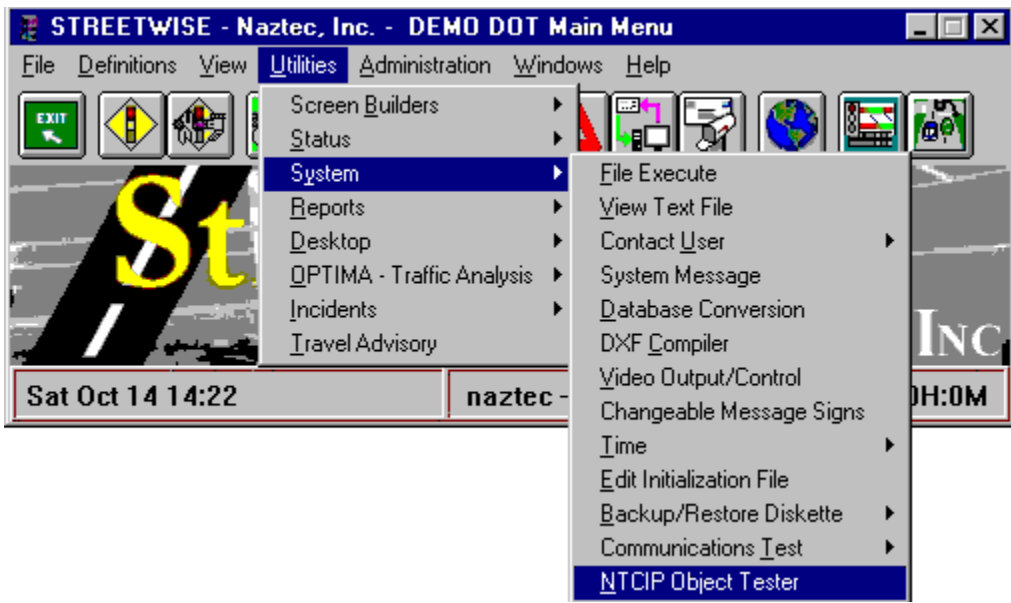 STREETWISE - Naztec, Inc. - DEMO DOT Main Menu
File Definitions View Utilities Administration Windows Help
EXIT
Screen Builders
Status
System
Reports
Desktop
OPTIMA - Traffic Analysis
Incidents
Travel Advisory
File Execute
View Text File
Contact User
System Message
Database Conversion
DXF Compiler
Video Output/Control
Changeable Message Signs
Time
Edit Initialization File
Backup/Restore Diskette
Communications Test
NTCIP Object Tester
St
INC
Sat Oct 14 14:22
naztec -
0H:0M